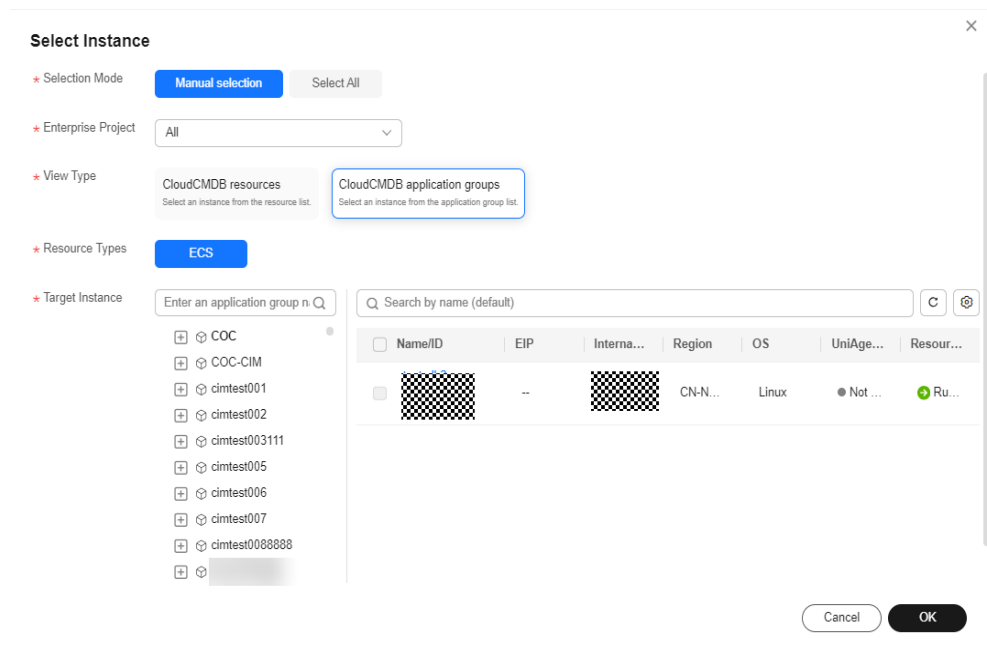 Select Instance
* Selection Mode
Manual selection
Select All
* Enterprise Project
All
* View Type
CloudCMDB resources
Select an instance from the resource list.
CloudCMDB application groups
Select an instance from the application group list.
* Resource Types
ECS
* Target Instance
Enter an application group n
Search by name (default)
COC
COC-CIM
cimtest001
cimtest002
cimtest003111
cimtest005
cimtest006
cimtest007
cimtest0088888
Name/ID EIP Interna... Region OS UniAge... Resour...
-- CN-N... Linux Not ... Ru...
Cancel
OK